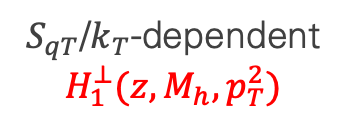 S_{qT}/k_T-dependent
H_1^⊥(z, M_h, p_T^2)